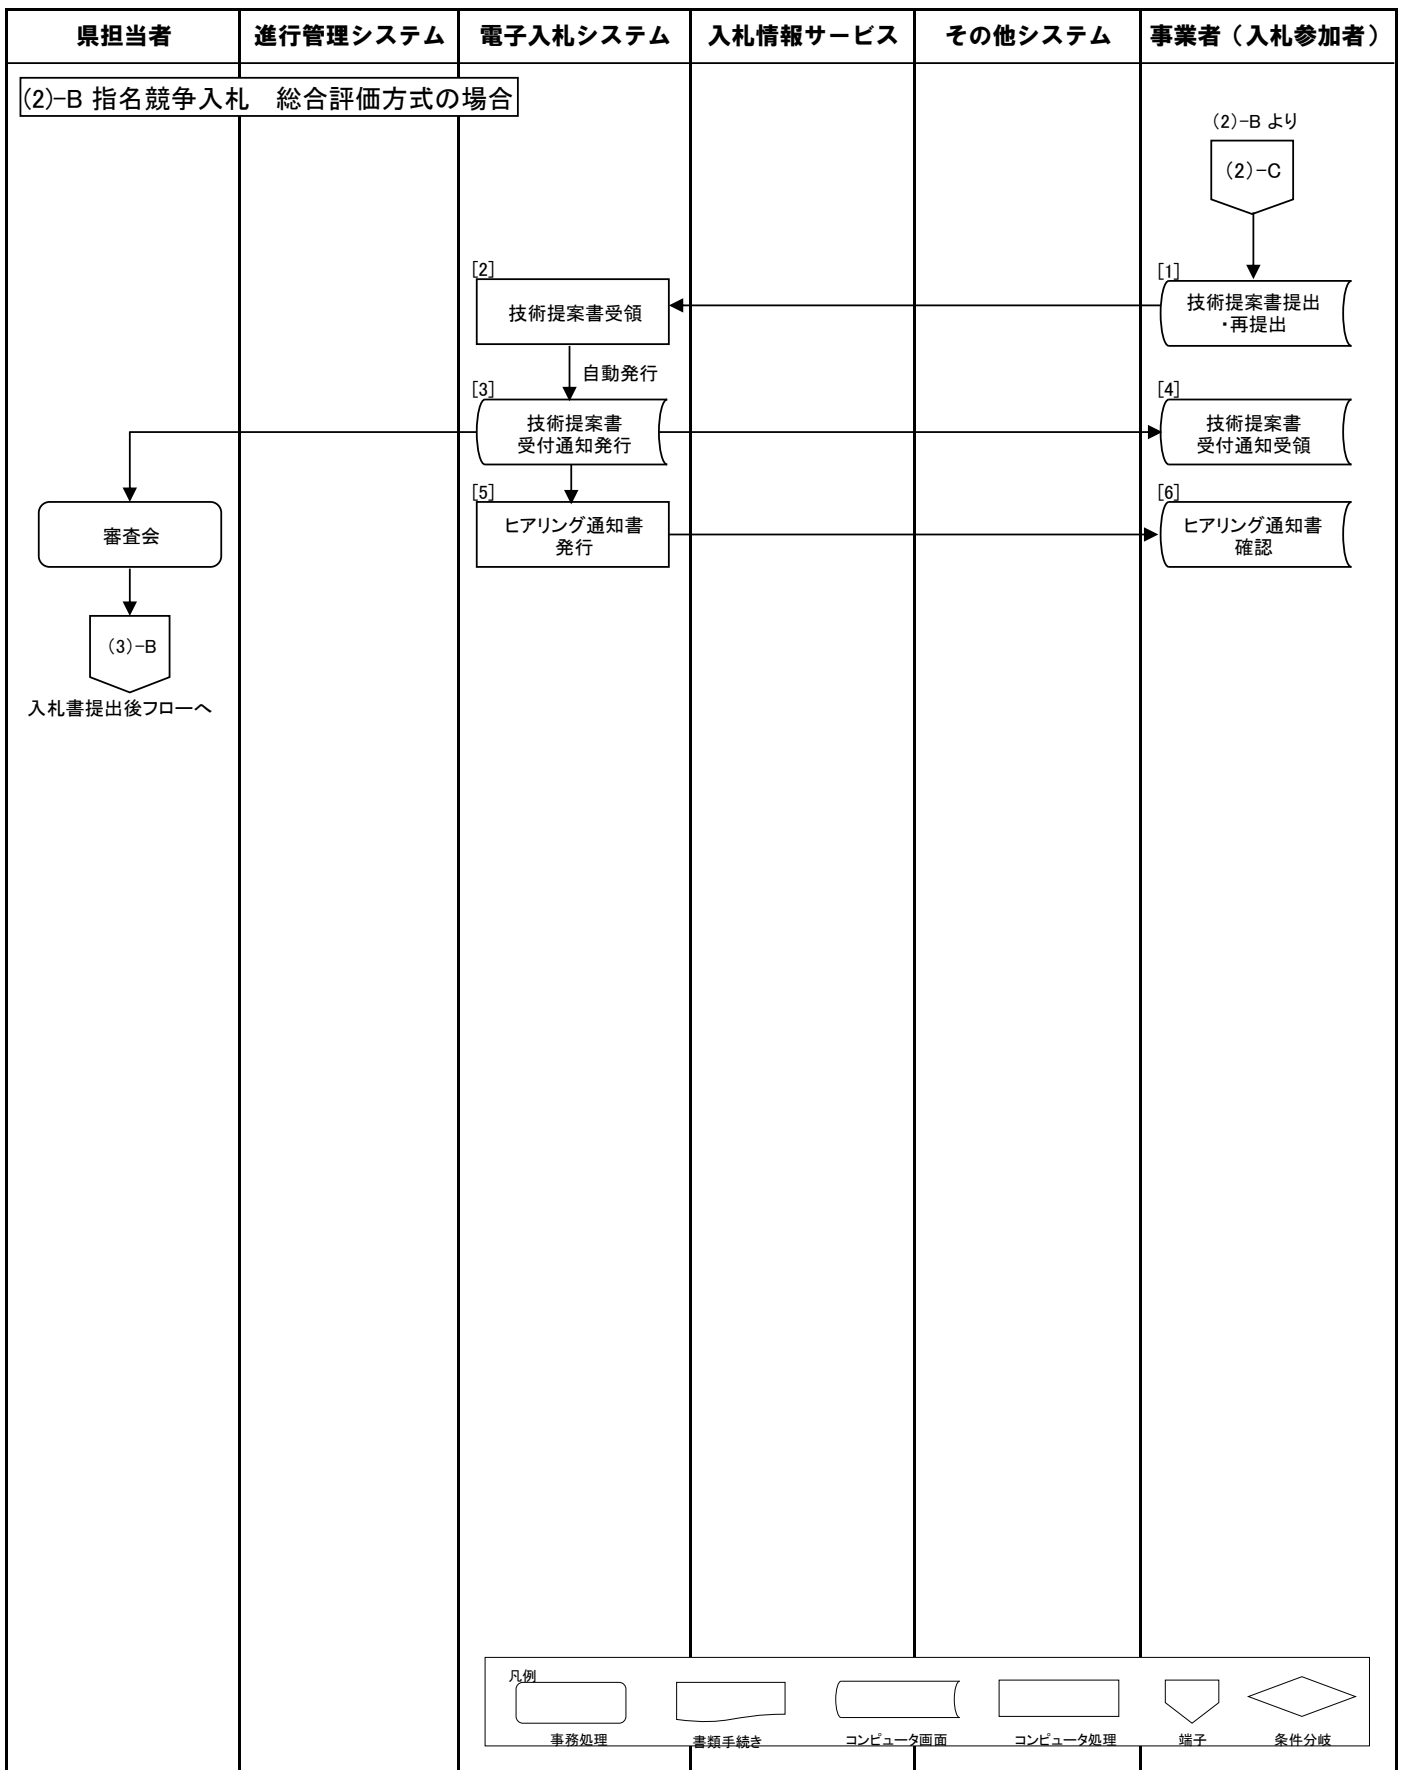 県担当者
進行管理システム
電子入札システム
入札情報サービス
その他システム
事業者（入札参加者）
(2)-B 指名競争入札　総合評価方式の場合
(2)-B より
(2)-C
[2]
技術提案書受領
[1]
技術提案書提出
・再提出
自動発行
[3]
技術提案書
受付通知発行
[4]
技術提案書
受付通知受領
審査会
[5]
ヒアリング通知書
発行
[6]
ヒアリング通知書
確認
(3)-B
入札書提出後フローへ
凡例
事務処理
書類手続き
コンピュータ画面
コンピュータ処理
端子
条件分岐